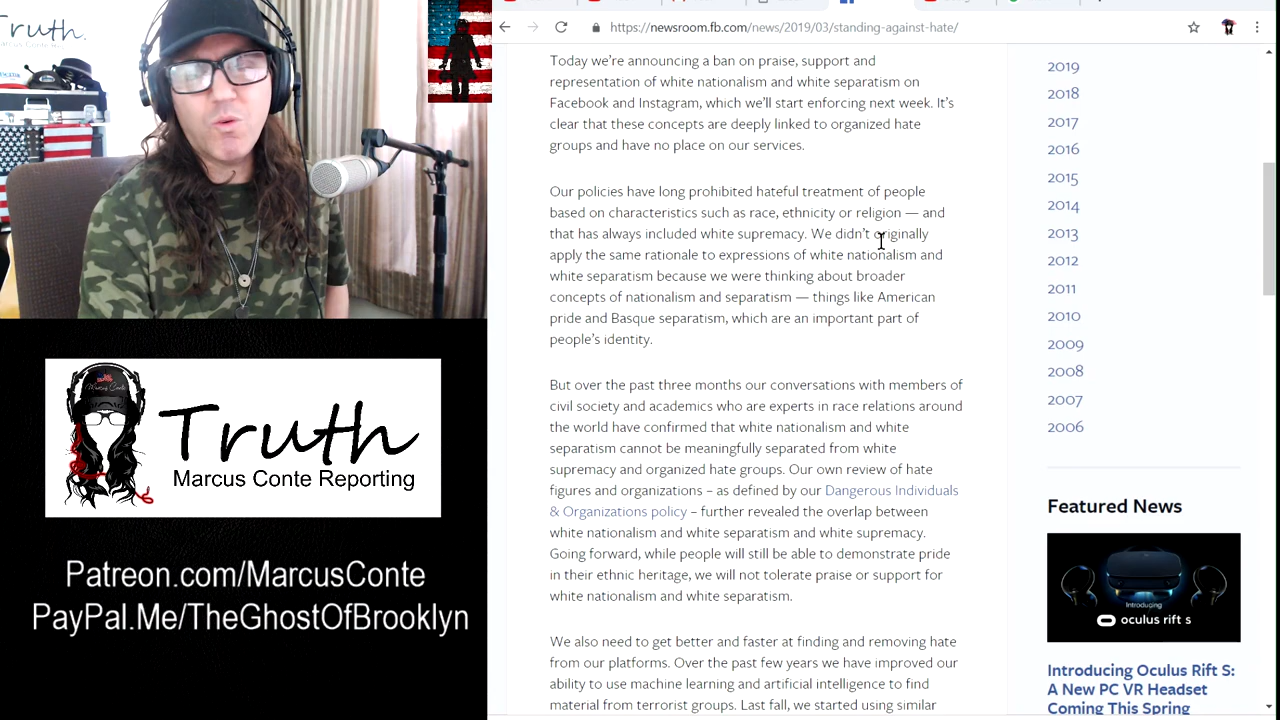 Truth.
Marcus Conte
Truth
Marcus Conte Reporting
Patreon.com/MarcusConte
PayPal.Me/TheGhostOfBrooklyn
https://newsroom.fb.com/news/2019/03/standing-against-hate/
Today we’re announcing a ban on praise, support and
representation of white nationalism and white separatism on
Facebook and Instagram, which we’ll start enforcing next week. It’s
clear that these concepts are deeply linked to organized hate
groups and have no place on our services.
Our policies have long prohibited hateful treatment of people
based on characteristics such as race, ethnicity or religion — and
that has always included white supremacy. We didn’t originally
apply the same rationale to expressions of white nationalism and
white separatism because we were thinking about broader
concepts of nationalism and separatism — things like American
pride and Basque separatism, which are an important part of
people’s identity.
But over the past three months our conversations with members of
civil society and academics who are experts in race relations around
the world have confirmed that white nationalism and white
separatism cannot be meaningfully separated from white
supremacy and organized hate groups. Our own review of hate
figures and organizations – as defined by our Dangerous Individuals
& Organizations policy – further revealed the overlap between
white nationalism and white separatism and white supremacy.
Going forward, while people will still be able to demonstrate pride
in their ethnic heritage, we will not tolerate praise or support for
white nationalism and white separatism.
We also need to get better and faster at finding and removing hate
from our platforms. Over the past few years we have improved our
ability to use machine learning and artificial intelligence to find
material from terrorist groups. Last fall, we started using similar
2019
2018
2017
2016
2015
2014
2013
2012
2011
2010
2009
2008
2007
2006
Featured News
Introducing
oculus rift s
Introducing Oculus Rift S:
A New PC VR Headset
Coming This Spring